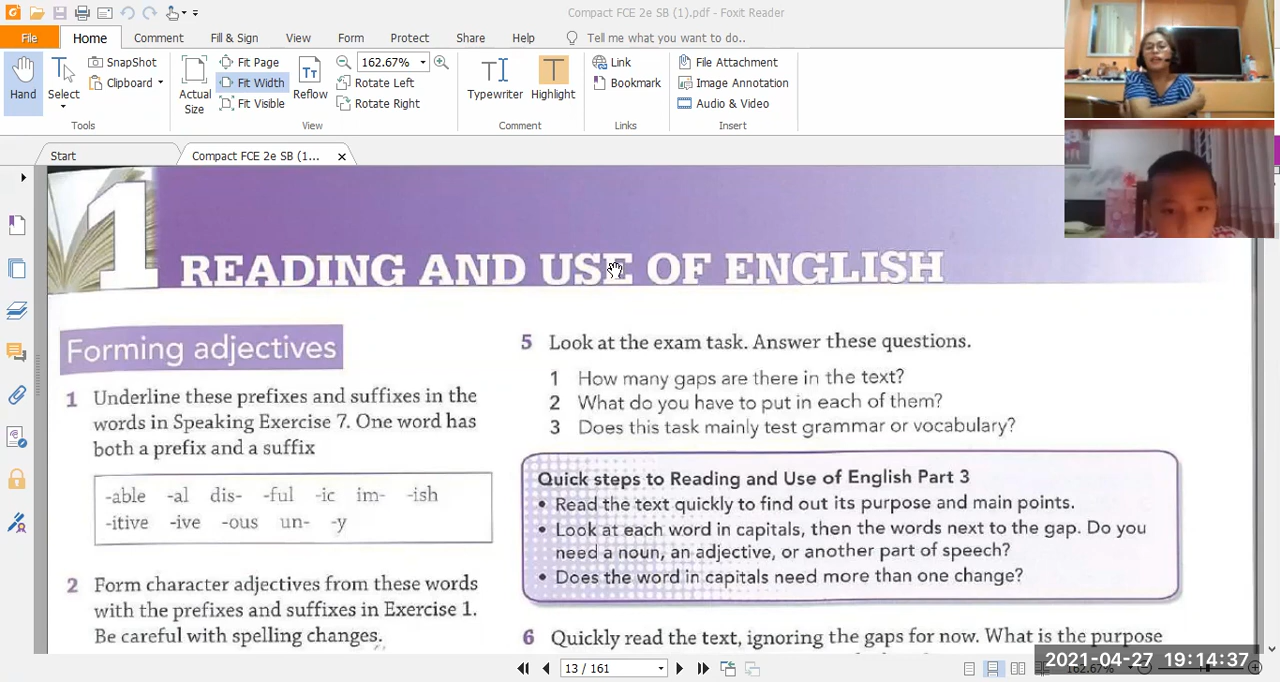 Compact FCE 2e SB (1).pdf - Foxit Reader
File Home Comment Fill & Sign View Form Protect Share Help Tell me what you want to do..
Hand
Select
SnapShot
Clipboard
Tools
Actual Size
Fit Page
Fit Width
Fit Visible
Reflow
162.67%
Rotate Left
Rotate Right
View
Typewriter
Highlight
Comment
Link
Bookmark
Links
File Attachment
Image Annotation
Audio & Video
Insert
Start
Compact FCE 2e SB (1...
1
READING AND USE OF ENGLISH
Forming adjectives
1 Underline these prefixes and suffixes in the
words in Speaking Exercise 7. One word has
both a prefix and a suffix
-able -al dis- -ful -ic im- -ish
-itive -ive -ous un- -y
2 Form character adjectives from these words
with the prefixes and suffixes in Exercise 1.
Be careful with spelling changes.
5 Look at the exam task. Answer these questions.
1 How many gaps are there in the text?
2 What do you have to put in each of them?
3 Does this task mainly test grammar or vocabulary?
Quick steps to Reading and Use of English Part 3
• Read the text quickly to find out its purpose and main points.
• Look at each word in capitals, then the words next to the gap. Do you
need a noun, an adjective, or another part of speech?
• Does the word in capitals need more than one change?
6 Quickly read the text, ignoring the gaps for now. What is the purpose
13 / 161
162.67%
2021-04-27 19:14:37